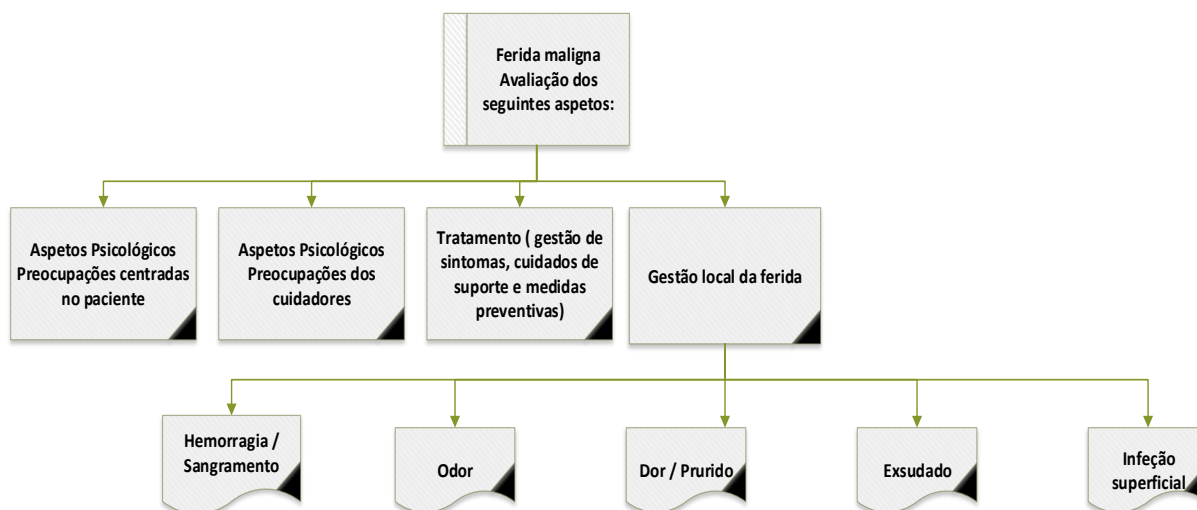 Ferida maligna
Avaliação dos
seguintes aspetos:
Aspetos Psicológicos
Preocupações centradas
no paciente
Aspetos Psicológicos
Preocupações dos
cuidadores
Tratamento ( gestão de
sintomas, cuidados de
suporte e medidas
preventivas)
Gestão local da ferida
Hemorragia /
Sangramento
Odor
Dor / Prurido
Exsudado
Infeção
superficial